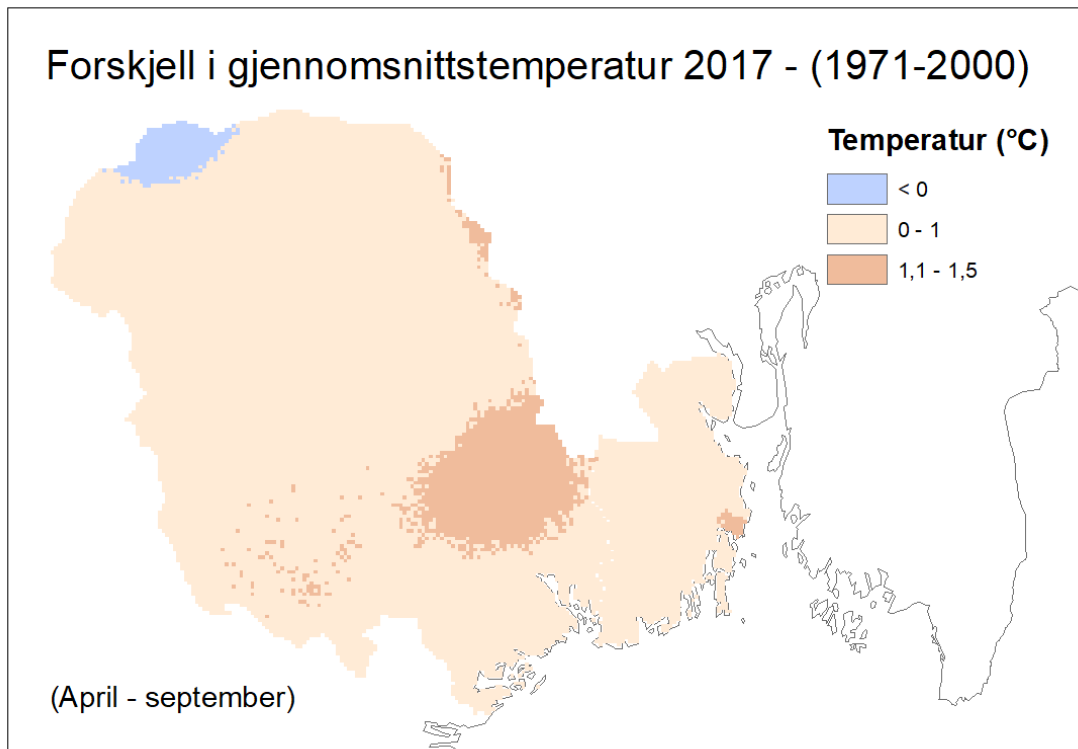 Forskjell i gjennomsnittstemperatur 2017 - (1971-2000)
Temperatur (°C)
< 0
0 - 1
1,1 - 1,5
(April - september)